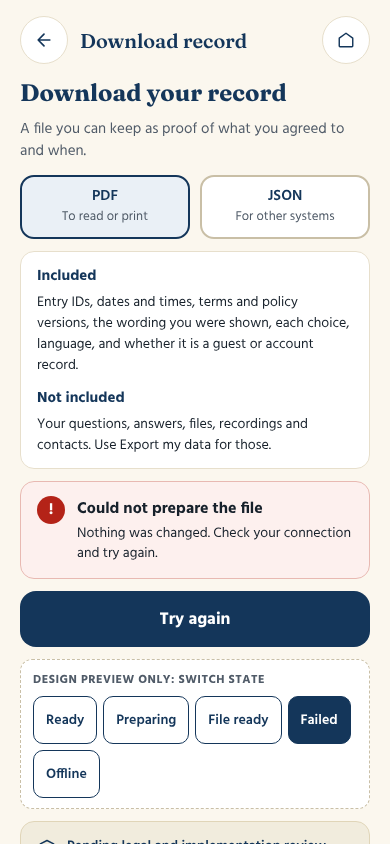 Download record
Download your record
A file you can keep as proof of what you agreed to
and when.
PDF
To read or print
JSON
For other systems
Included
Entry IDs, dates and times, terms and policy
versions, the wording you were shown, each choice,
language, and whether it is a guest or account
record.
Not included
Your questions, answers, files, recordings and
contacts. Use Export my data for those.
!
Could not prepare the file
Nothing was changed. Check your connection
and try again.
Try again
DESIGN PREVIEW ONLY: SWITCH STATE
Ready
Preparing
File ready
Failed
Offline
Pending legal and implementation review